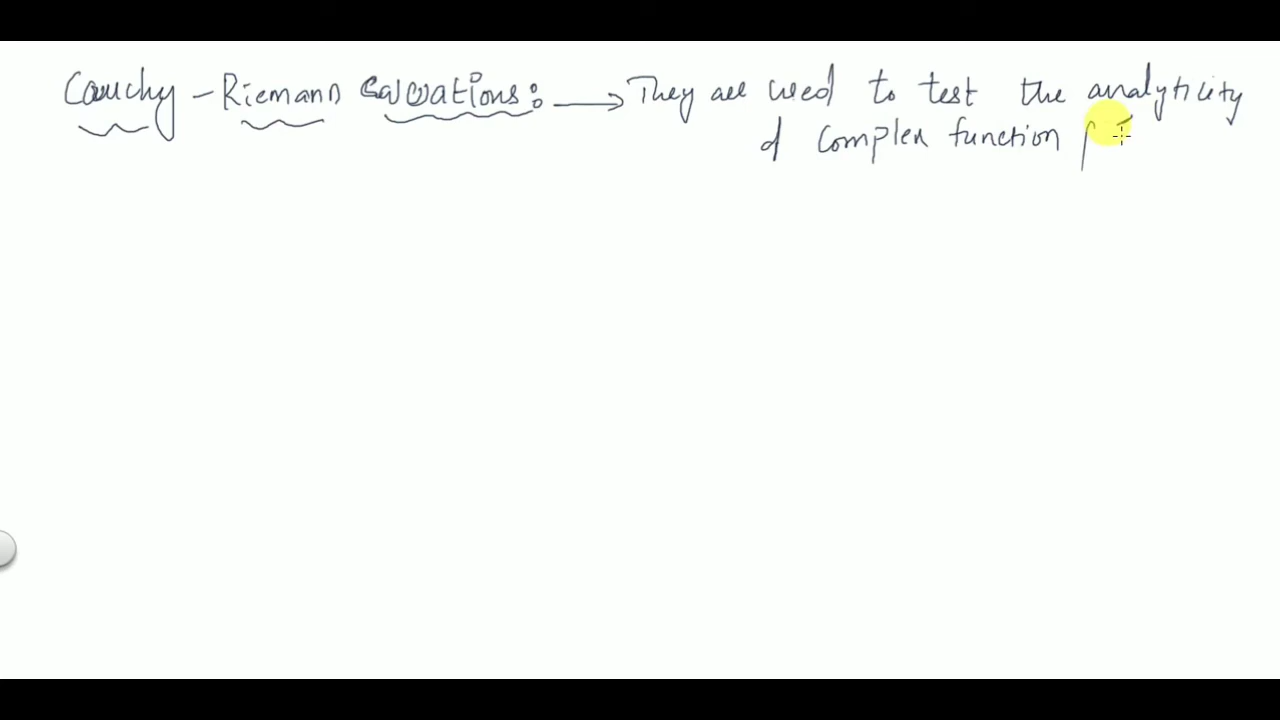 Cauchy - Riemann Equations: → They are used to test the analyticity
of complex function